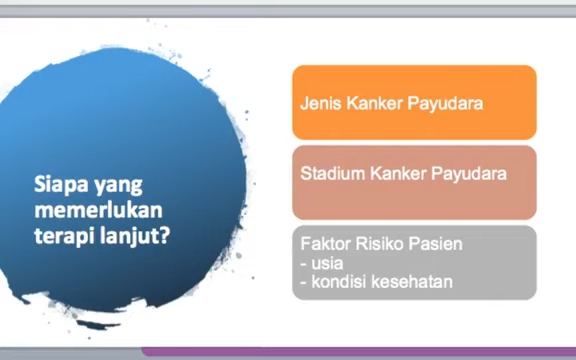 Siapa yang
memerlukan
terapi lanjut?
Jenis Kanker Payudara
Stadium Kanker Payudara
Faktor Risiko Pasien
- usia
- kondisi kesehatan